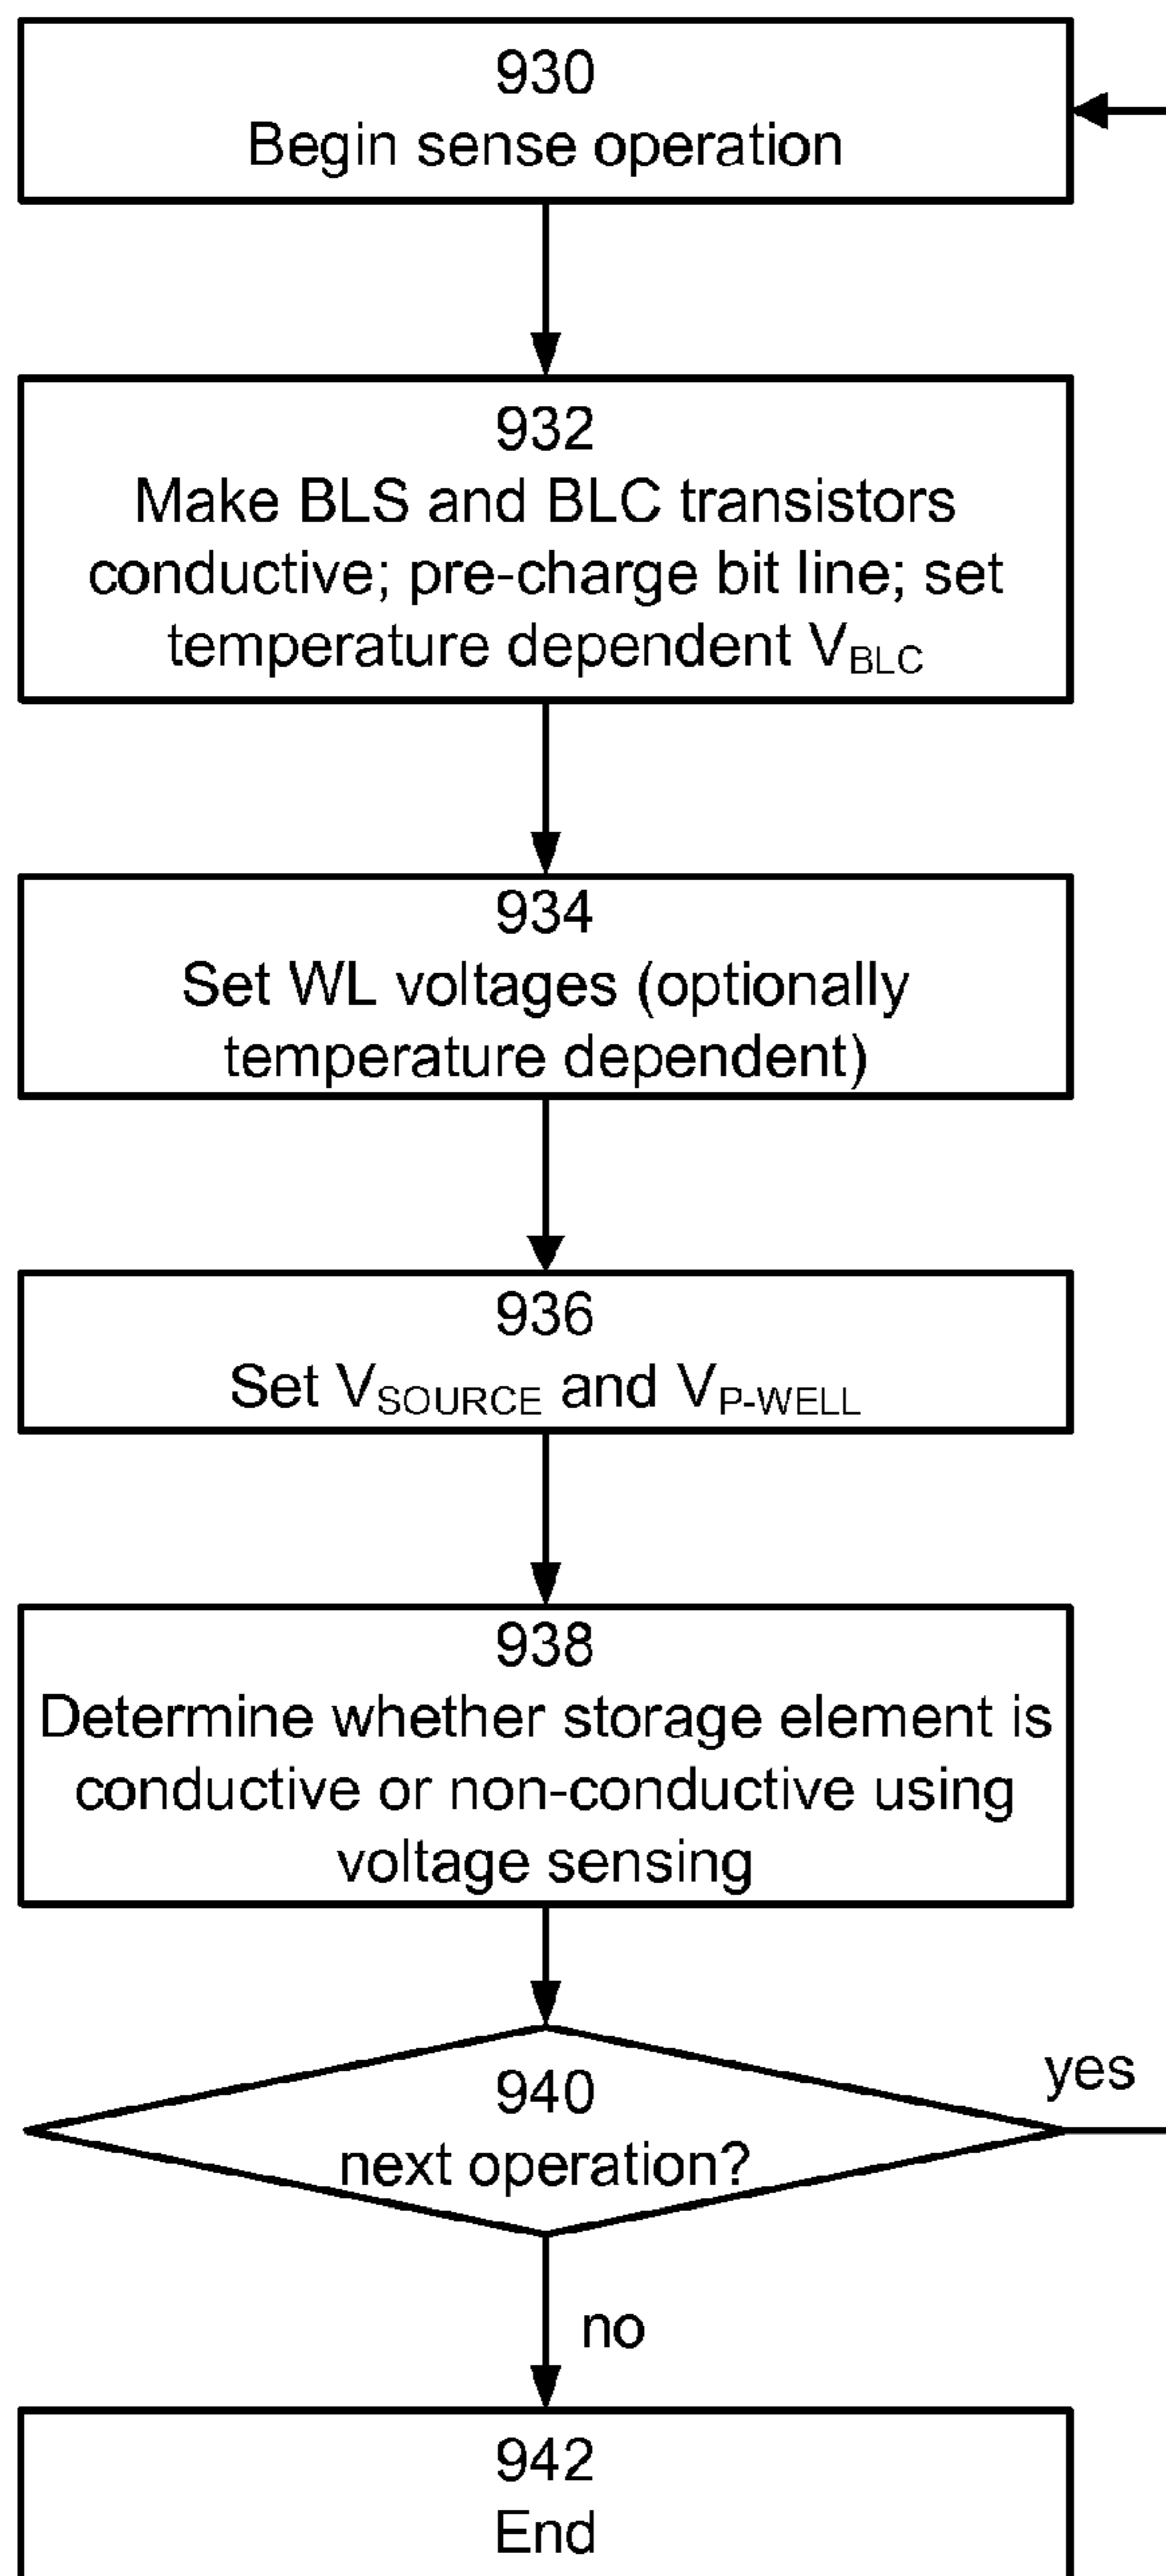 930
Begin sense operation
932
Make BLS and BLC transistors
conductive; pre-charge bit line; set
temperature dependent VBLC
934
Set WL voltages (optionally
temperature dependent)
936
Set VSOURCE and VP-WELL
938
Determine whether storage element is
conductive or non-conductive using
voltage sensing
940
next operation?
yes
no
942
End